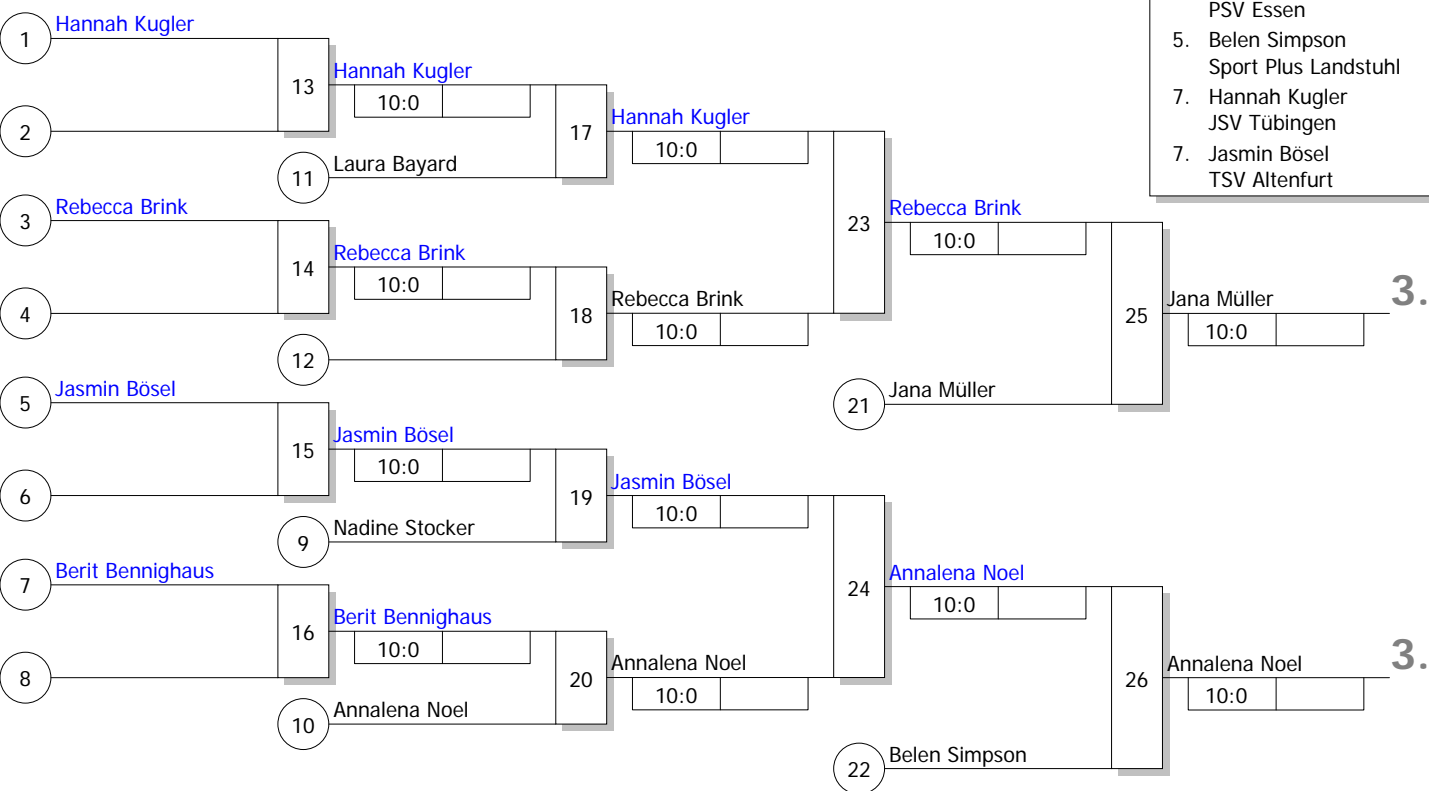 PSV Essen
5. Belen Simpson
Sport Plus Landstuhl
7. Hannah Kugler
JSV Tübingen
7. Jasmin Bösel
TSV Altenfurt
1 Hannah Kugler
13
Hannah Kugler
10:0
2
17
Hannah Kugler
10:0
11 Laura Bayard
3 Rebecca Brink
23
Rebecca Brink
10:0
14
Rebecca Brink
10:0
4
18
Rebecca Brink
10:0
12
25
Jana Müller
10:0
3.
21 Jana Müller
5 Jasmin Bösel
15
Jasmin Bösel
10:0
6
19
Jasmin Bösel
10:0
9 Nadine Stocker
7 Berit Bennighaus
24
Annalena Noel
10:0
16
Berit Bennighaus
10:0
8
20
Annalena Noel
10:0
10 Annalena Noel
26
Annalena Noel
10:0
3.
22 Belen Simpson